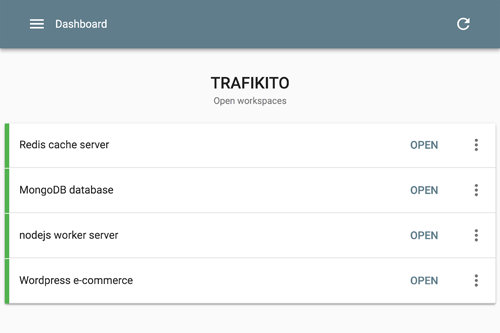 Dashboard
TRAFIKITO
Open workspaces
Redis cache server OPEN
MongoDB database OPEN
nodejs worker server OPEN
Wordpress e-commerce OPEN